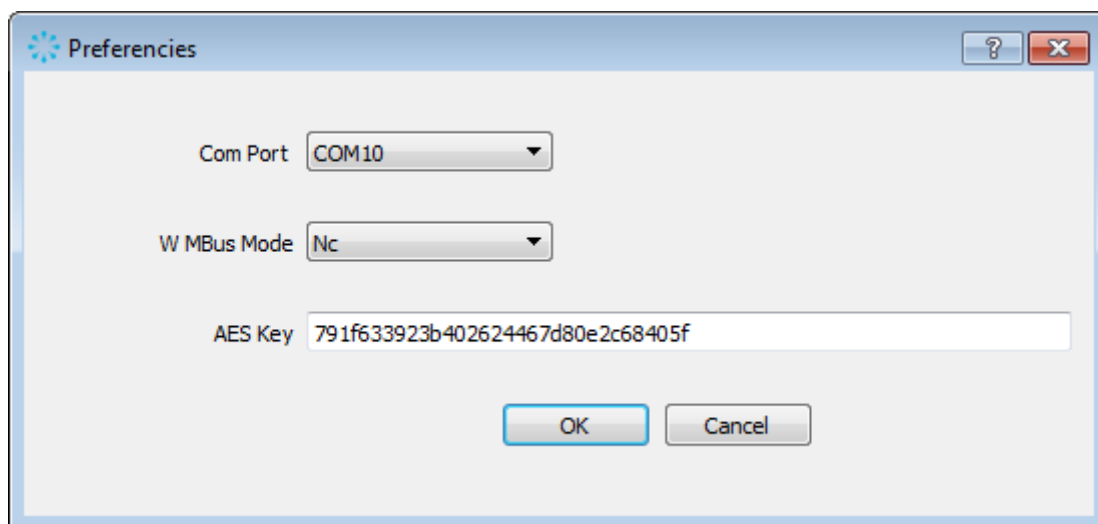 Preferencies
Com Port COM10
W MBus Mode Nc
AES Key 791f633923b402624467d80e2c68405f
OK Cancel